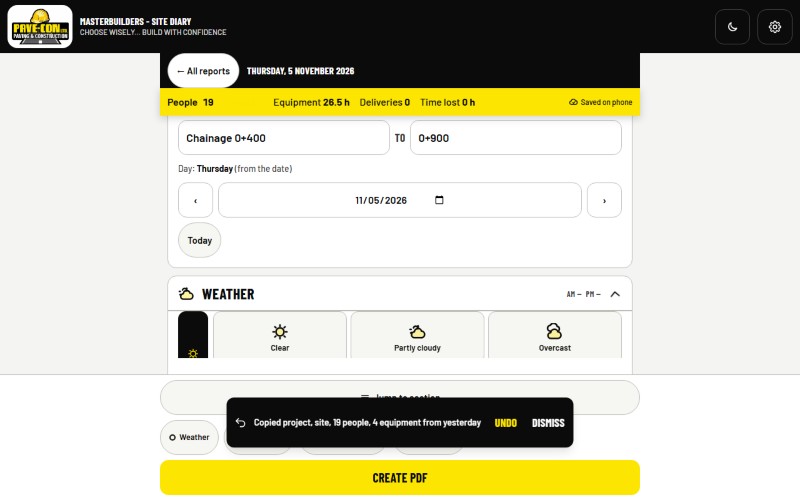 PAVE-CON LTD
PAVING & CONSTRUCTION
MASTERBUILDERS - SITE DIARY
CHOOSE WISELY... BUILD WITH CONFIDENCE
← All reports
THURSDAY, 5 NOVEMBER 2026
People 19
Equipment 26.5 h
Deliveries 0
Time lost 0 h
Saved on phone
Chainage 0+400
TO
0+900
Day: Thursday (from the date)
‹
11/05/2026
›
Today
WEATHER
AM – PM –
Clear
Partly cloudy
Overcast
Copied project, site, 19 people, 4 equipment from yesterday
UNDO
DISMISS
Weather
CREATE PDF